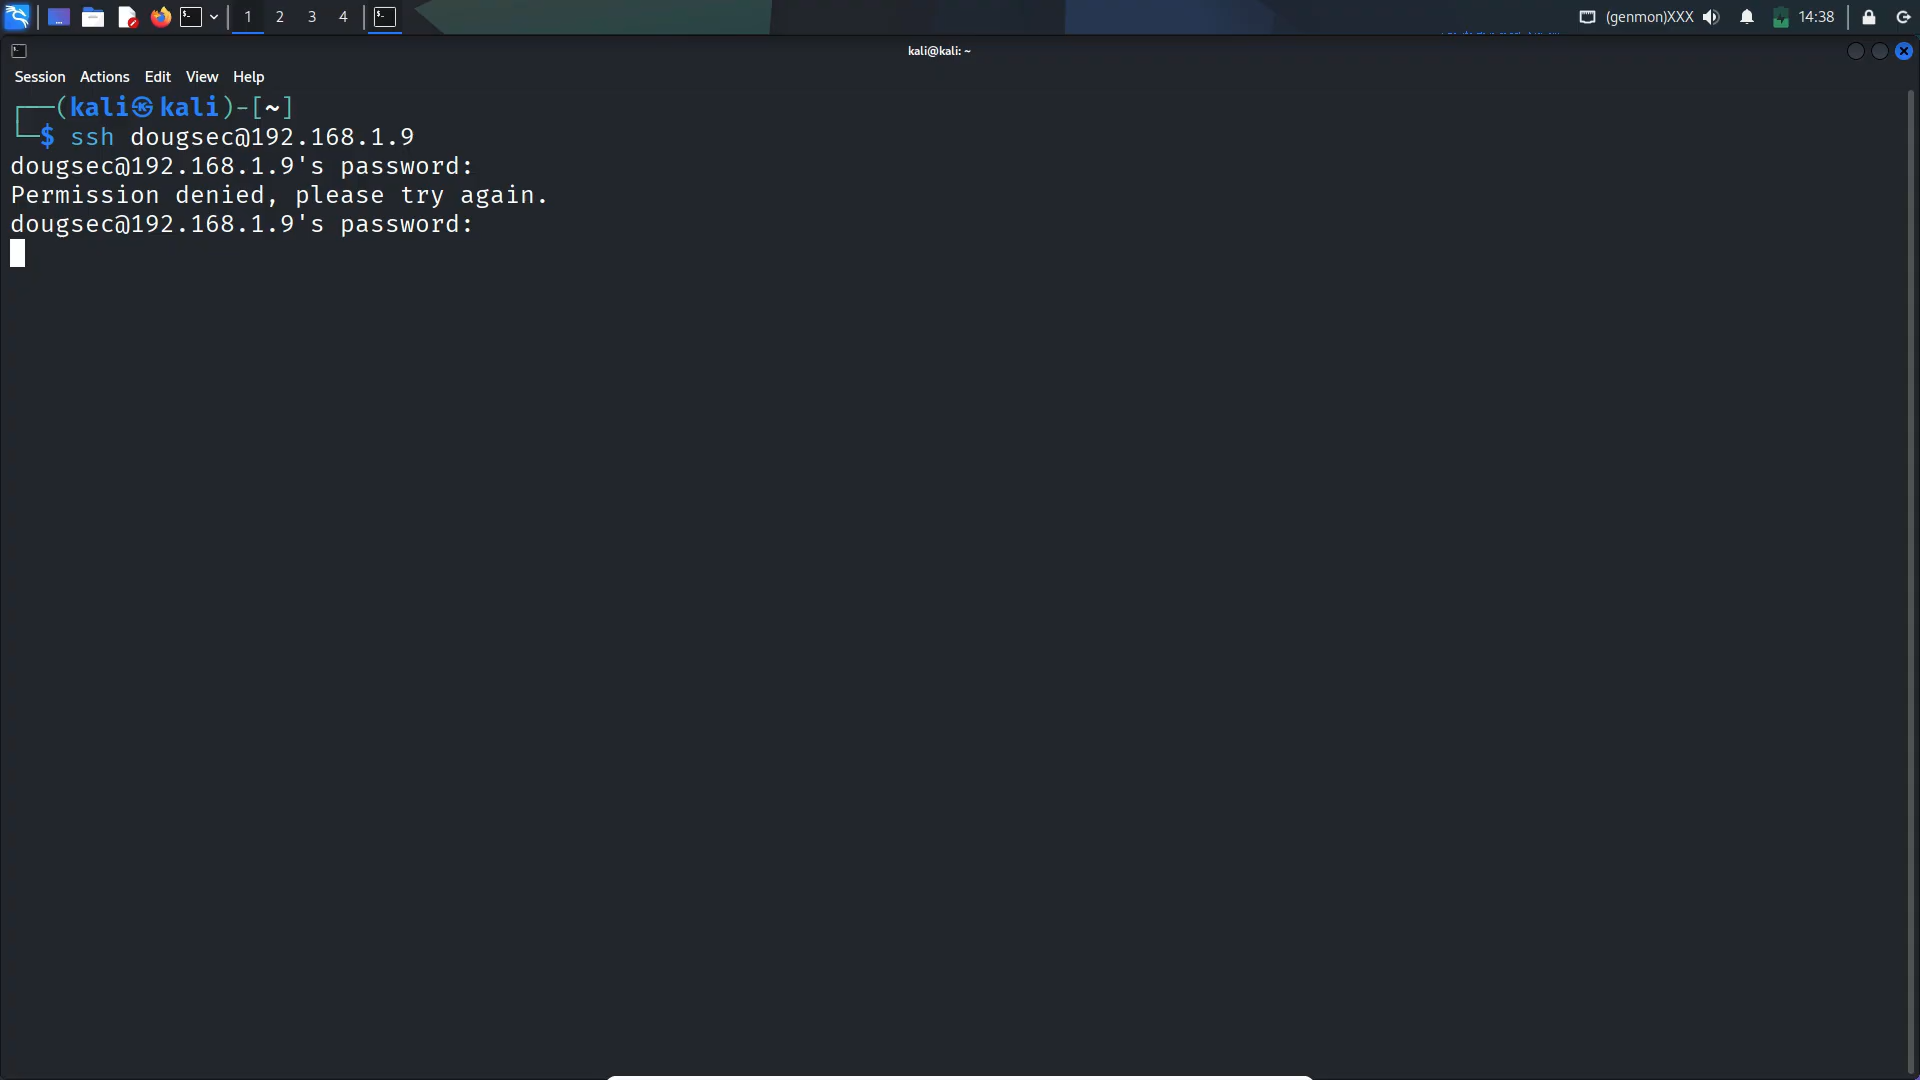 1 2 3 4
(genmon)XXX 14:38
kali@kali: ~
Session Actions Edit View Help
┌──(kali㉿kali)-[~]
└─$ ssh dougsec@192.168.1.9
dougsec@192.168.1.9's password:
Permission denied, please try again.
dougsec@192.168.1.9's password: